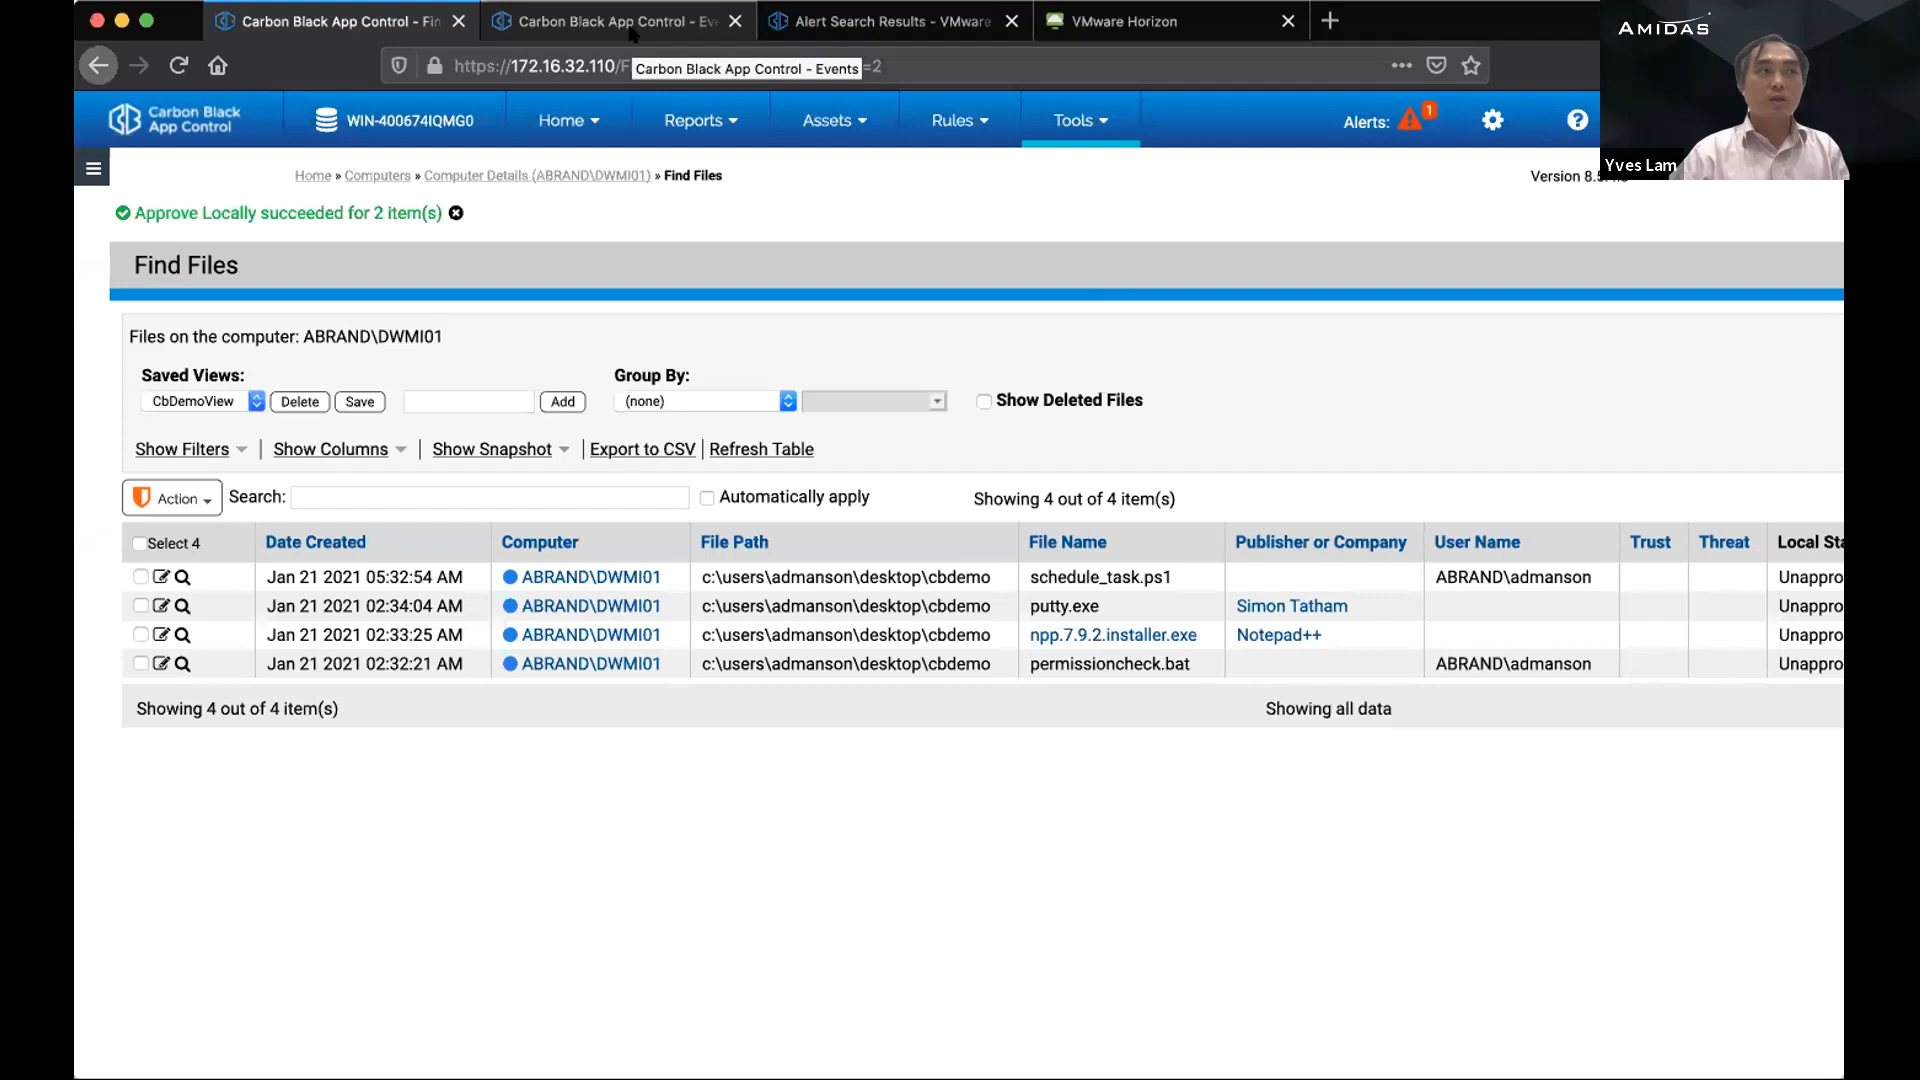 Carbon Black App Control - Fin
Carbon Black App Control - Eve
Alert Search Results - VMware
VMware Horizon
AMIDAS
https://172.16.32.110/F
Carbon Black App Control - Events
=2
Carbon Black
App Control
WIN-400674IQMG0
Home
Reports
Assets
Rules
Tools
Alerts:
1
Yves Lam
Home » Computers » Computer Details (ABRAND\DWMI01) » Find Files
Version 8.5
Approve Locally succeeded for 2 item(s)
Find Files
Files on the computer: ABRAND\DWMI01
Saved Views:
Group By:
CbDemoView
Delete
Save
Add
(none)
Show Deleted Files
Show Filters | Show Columns | Show Snapshot | Export to CSV | Refresh Table
Action
Search:
Automatically apply
Showing 4 out of 4 item(s)
Select 4 Date Created Computer File Path File Name Publisher or Company User Name Trust Threat Local Sta
Jan 21 2021 05:32:54 AM ABRAND\DWMI01 c:\users\admanson\desktop\cbdemo schedule_task.ps1 ABRAND\admanson Unappro
Jan 21 2021 02:34:04 AM ABRAND\DWMI01 c:\users\admanson\desktop\cbdemo putty.exe Simon Tatham Unappro
Jan 21 2021 02:33:25 AM ABRAND\DWMI01 c:\users\admanson\desktop\cbdemo npp.7.9.2.installer.exe Notepad++ Unappro
Jan 21 2021 02:32:21 AM ABRAND\DWMI01 c:\users\admanson\desktop\cbdemo permissioncheck.bat ABRAND\admanson Unappro
Showing 4 out of 4 item(s)
Showing all data